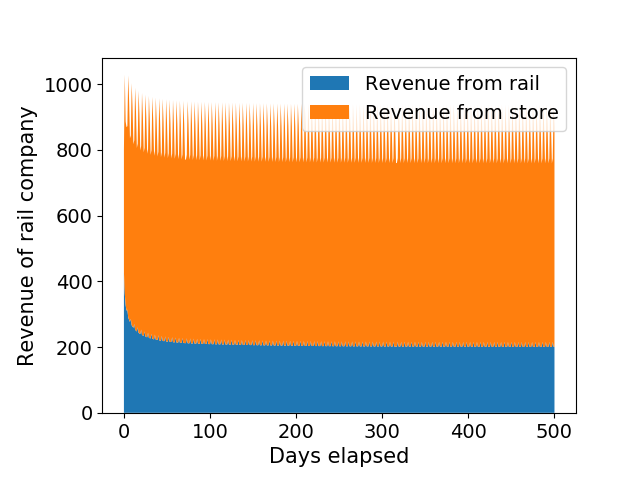 Revenue from rail
Revenue from store
Revenue of rail company
1000
800
600
400
200
0
0 100 200 300 400 500
Days elapsed